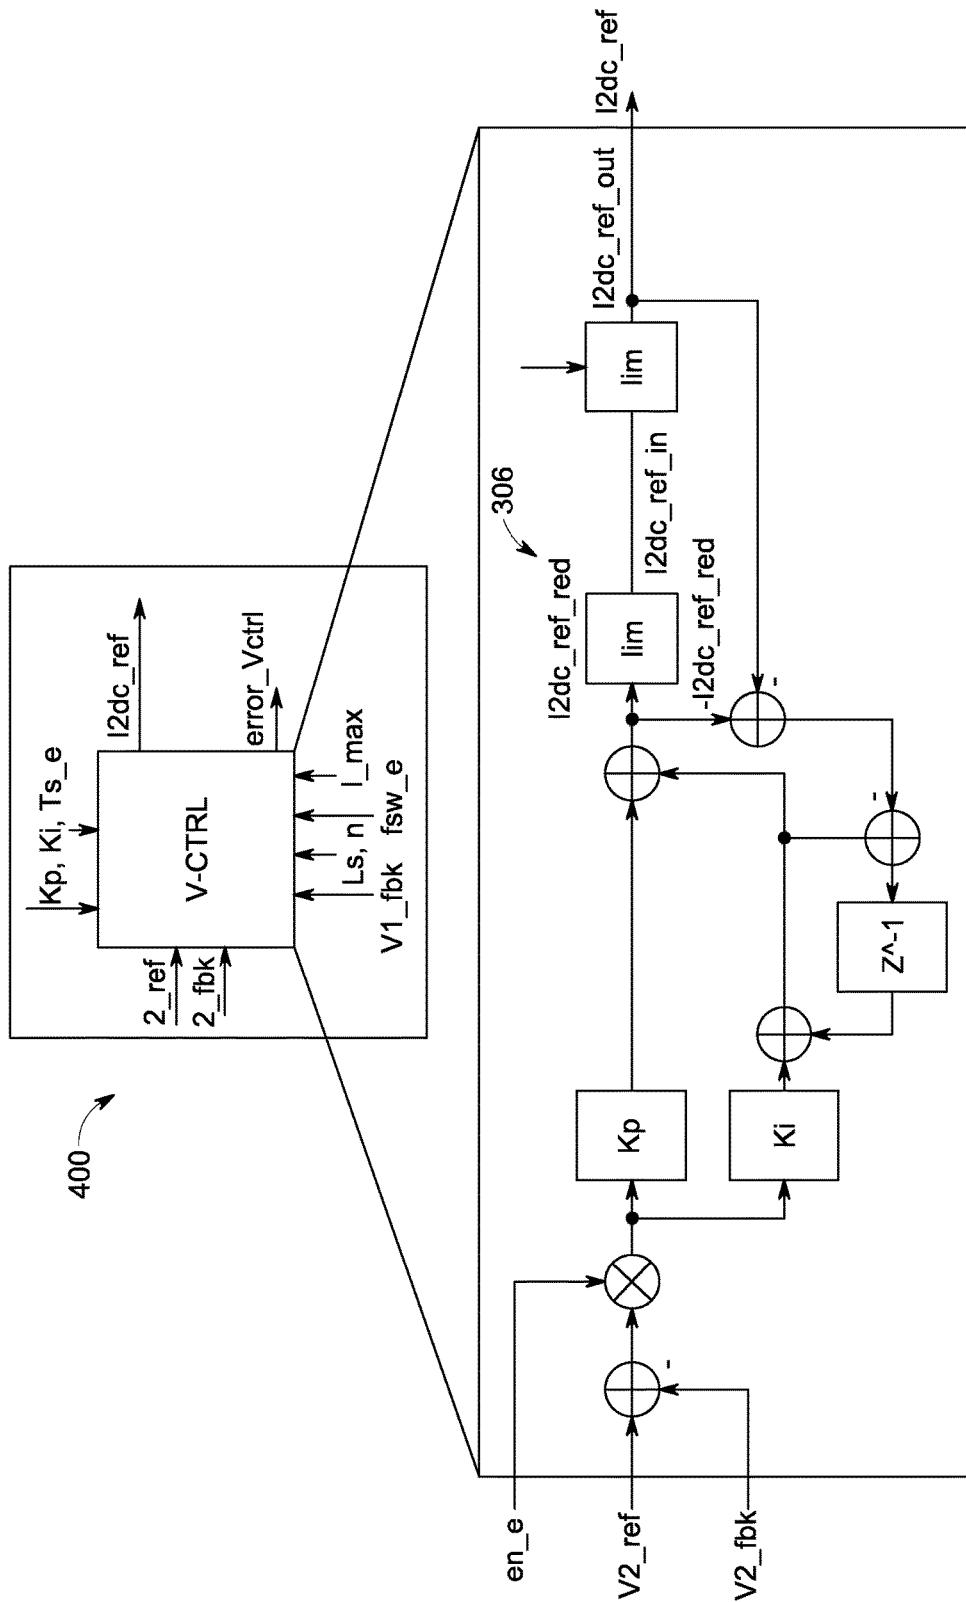 400
Kp, Ki, Ts_e
2_ref
2_fbk
V-CTRL
I2dc_ref
error_Vctrl
V1_fbk
Ls, n
fsw_e
I_max
306
en_e
V2_ref
V2_fbk
-
Kp
Ki
Z^-1
-
-
I2dc_ref_red
-I2dc_ref_red
lim
I2dc_ref_in
lim
I2dc_ref_out
I2dc_ref